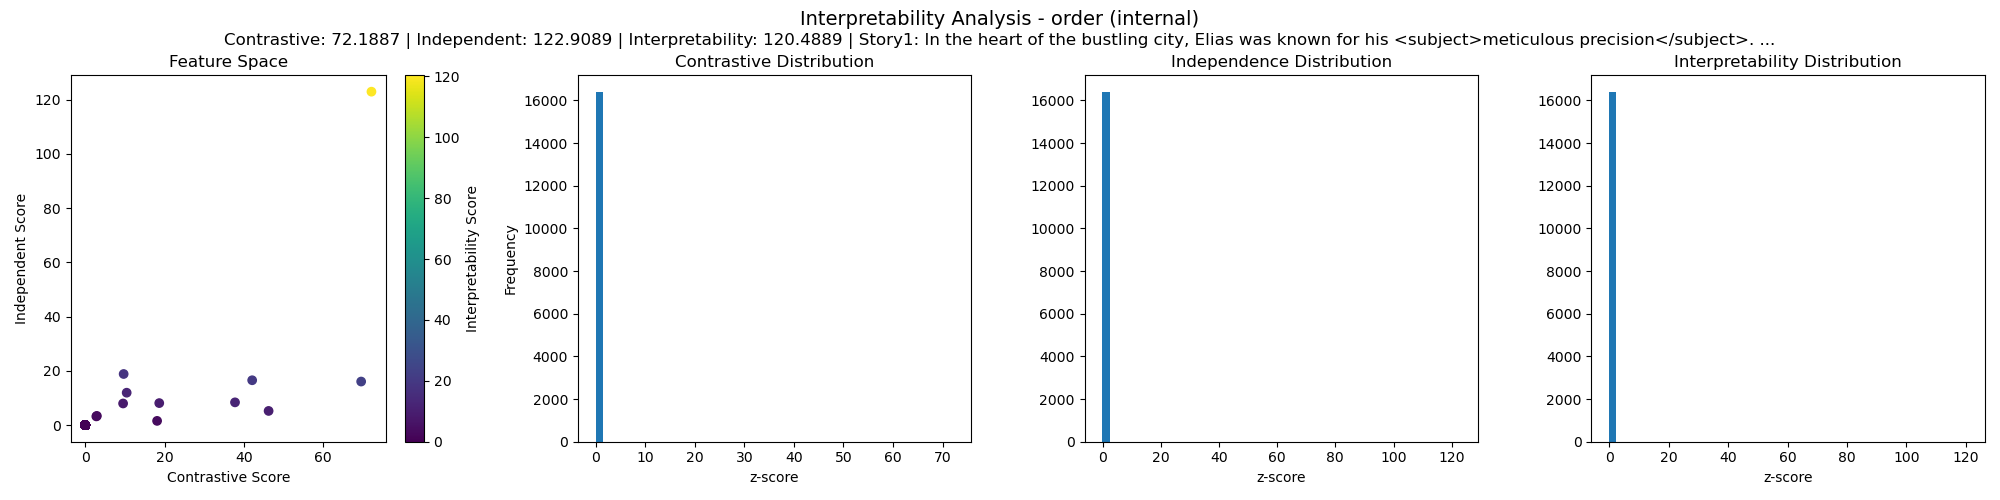 Interpretability Analysis - order (internal)
Contrastive: 72.1887 | Independent: 122.9089 | Interpretability: 120.4889 | Story1: In the heart of the bustling city, Elias was known for his <subject>meticulous precision</subject>. ...
Feature Space
Independent Score
120
100
80
60
40
20
0
0 20 40 60
Contrastive Score
120
100
80
60
40
20
0
Interpretability Score
Contrastive Distribution
Frequency
16000
14000
12000
10000
8000
6000
4000
2000
0
0 10 20 30 40 50 60 70
z-score
Independence Distribution
16000
14000
12000
10000
8000
6000
4000
2000
0
0 20 40 60 80 100 120
z-score
Interpretability Distribution
16000
14000
12000
10000
8000
6000
4000
2000
0
0 20 40 60 80 100 120
z-score